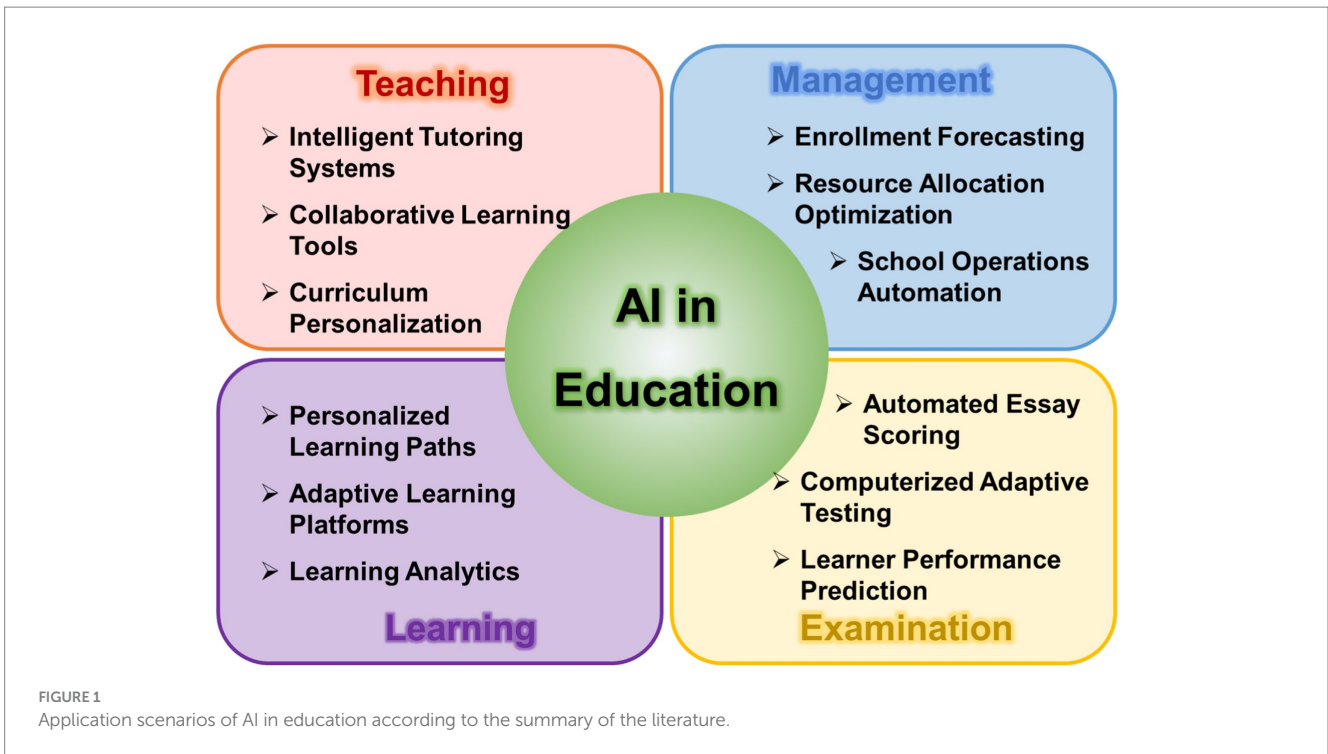 Teaching
➢ Intelligent Tutoring
Systems
➢ Collaborative Learning
Tools
➢ Curriculum
Personalization
Management
➢ Enrollment Forecasting
➢ Resource Allocation
Optimization
➢ School Operations
Automation
AI in
Education
➢ Personalized
Learning Paths
➢ Adaptive Learning
Platforms
➢ Learning Analytics
Learning
➢ Automated Essay
Scoring
➢ Computerized Adaptive
Testing
➢ Learner Performance
Prediction
Examination
FIGURE 1
Application scenarios of AI in education according to the summary of the literature.